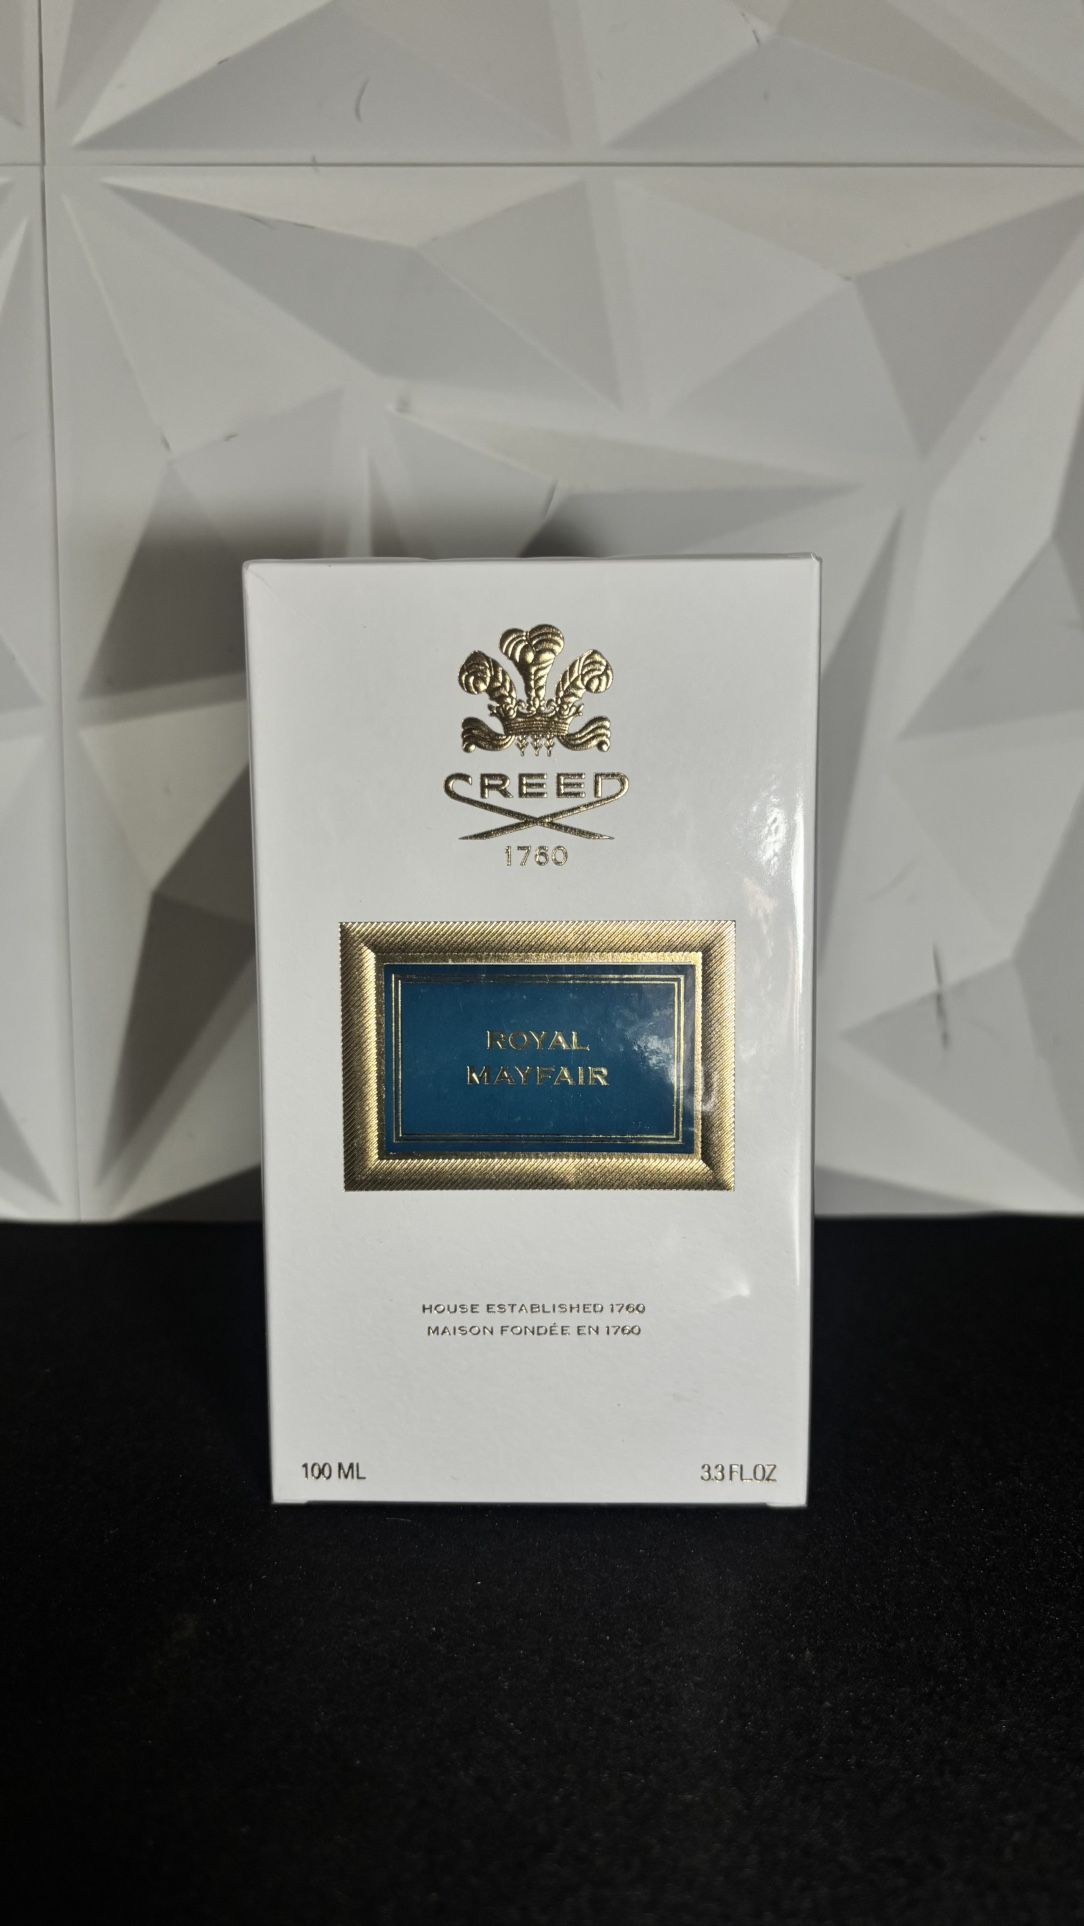 CREED
1760
ROYAL
MAYFAIR
HOUSE ESTABLISHED 1760
MAISON FONDÉE EN 1760
100 ML
3.3 FL.OZ